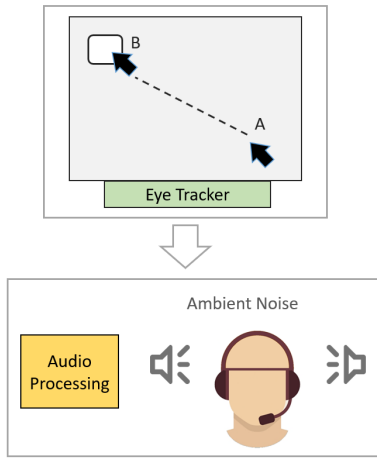 B
A
Eye Tracker
Ambient Noise
Audio
Processing